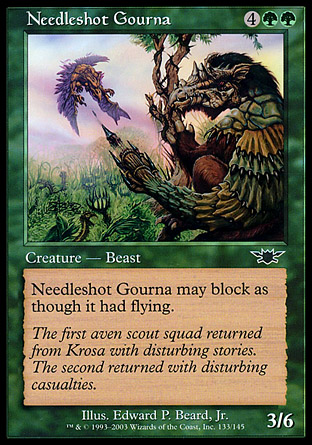 Needleshot Gourna 4
Creature — Beast
Needleshot Gourna may block as
though it had flying.
The first aven scout squad returned
from Krosa with disturbing stories.
The second returned with disturbing
casualties.
3/6
Illus. Edward P. Beard, Jr.
™ & © 1993–2003 Wizards of the Coast, Inc. 133/145